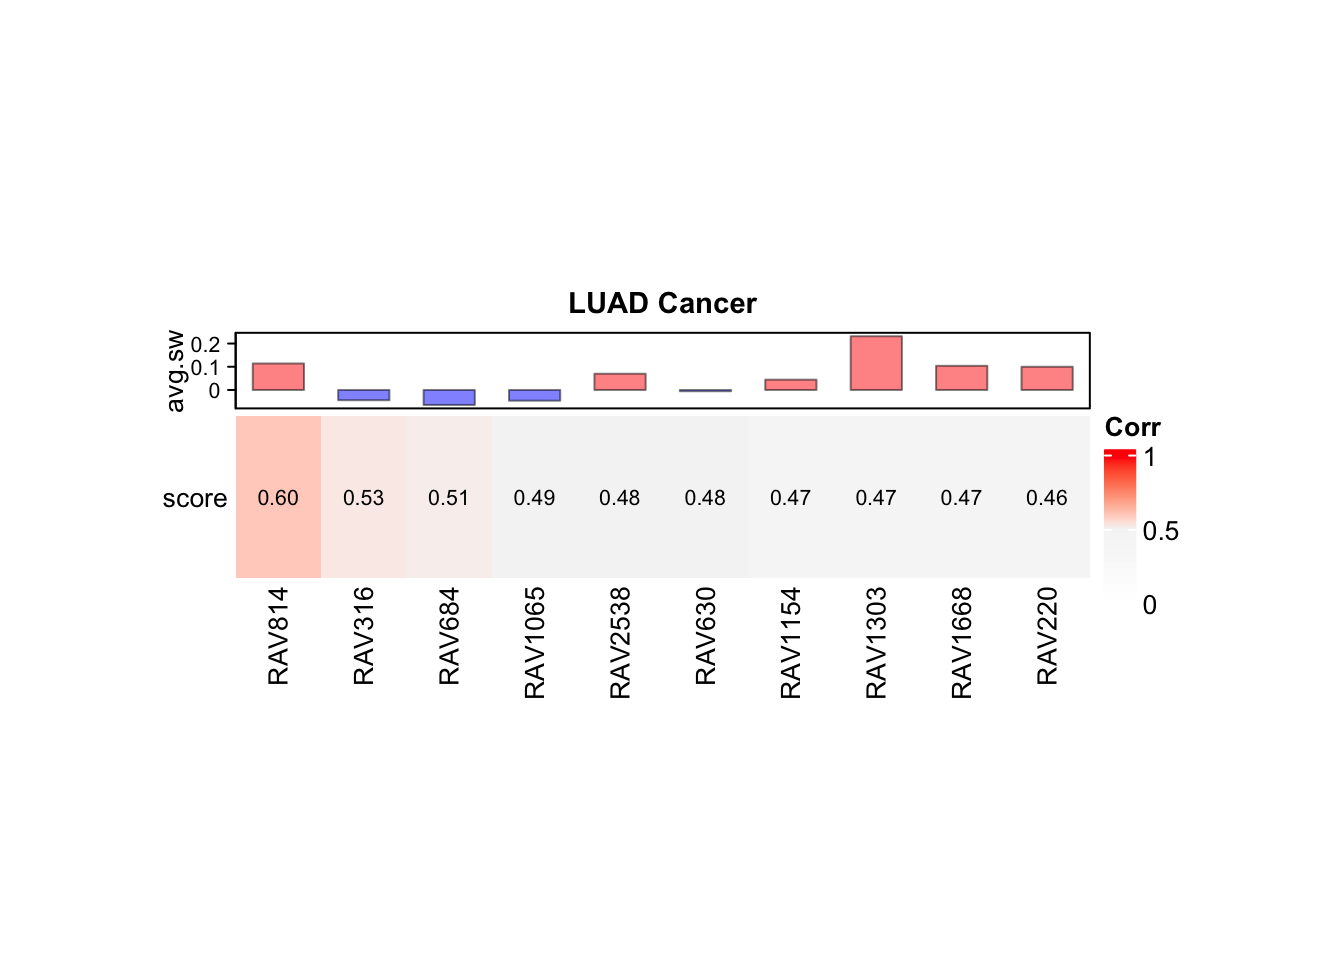 LUAD Cancer
avg.sw
0.2
0.1
0
score
0.60 0.53 0.51 0.49 0.48 0.48 0.47 0.47 0.47 0.46
RAV814 RAV316 RAV684 RAV1065 RAV2538 RAV630 RAV1154 RAV1303 RAV1668 RAV220
Corr
1
0.5
0